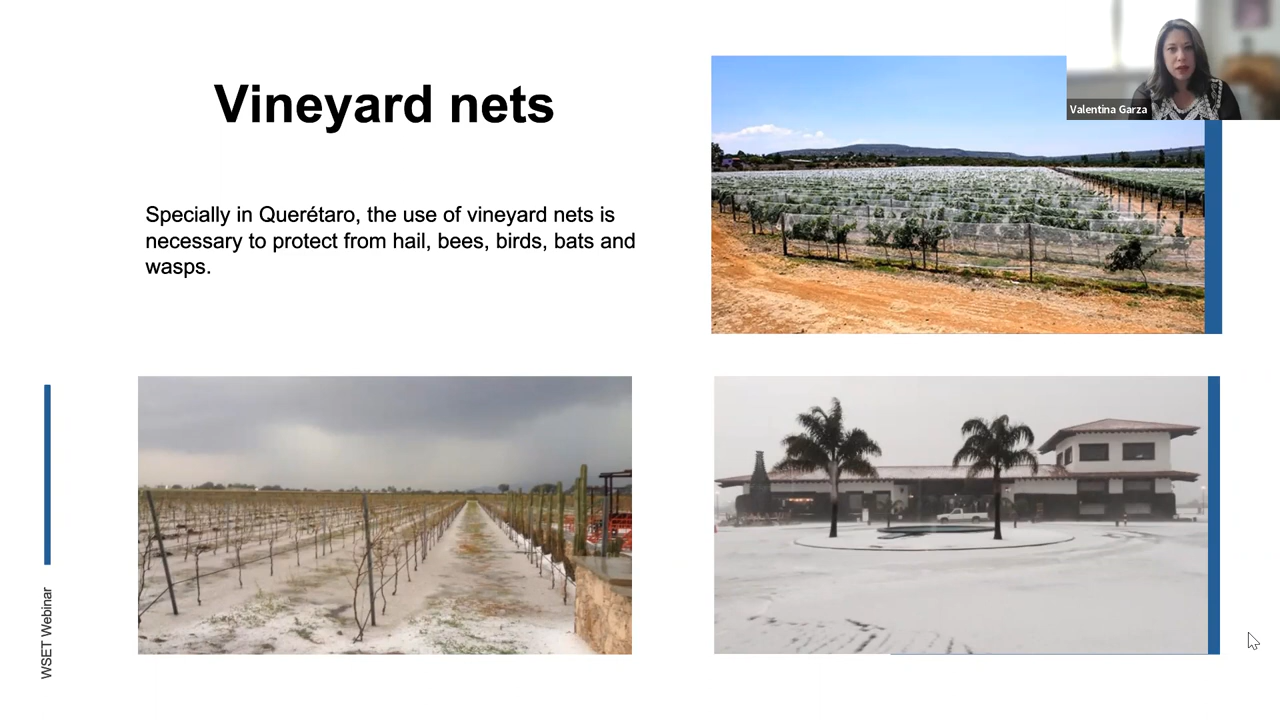 Vineyard nets
Valentina Garza
Specially in Querétaro, the use of vineyard nets is
necessary to protect from hail, bees, birds, bats and
wasps.
WSET Webinar